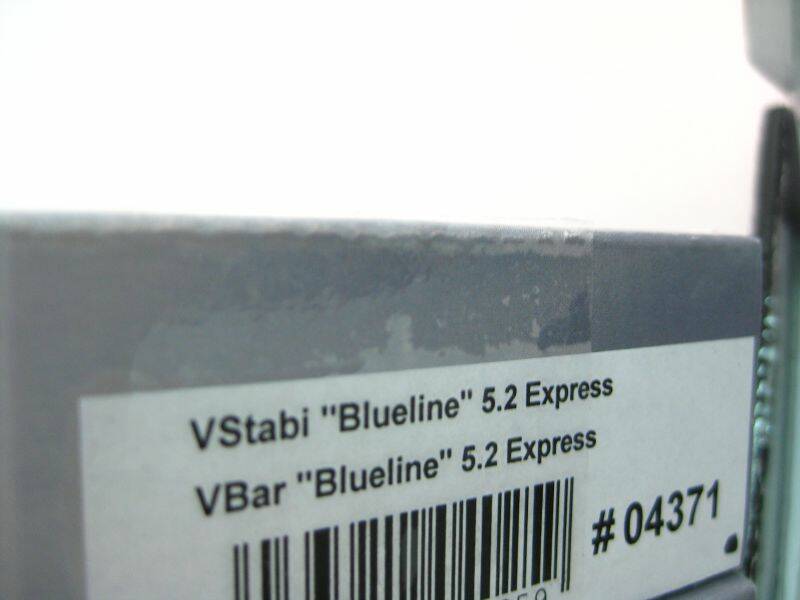 VStabi "Blueline" 5.2 Express
VBar "Blueline" 5.2 Express
# 04371